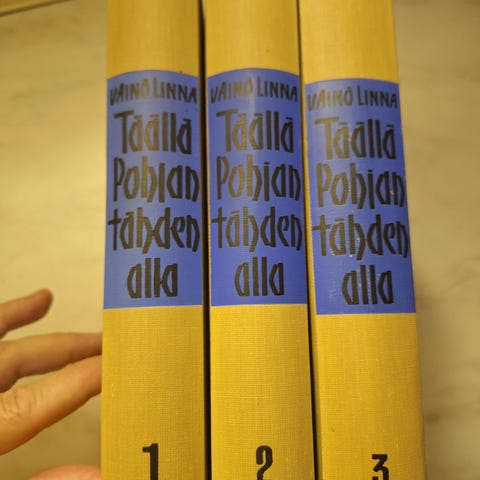 VÄINÖ LINNA
Täällä
Pohjan
tähden
alla
1
VÄINÖ LINNA
Täällä
Pohjan
tähden
alla
2
VÄINÖ LINNA
Täällä
Pohjan
tähden
alla
3